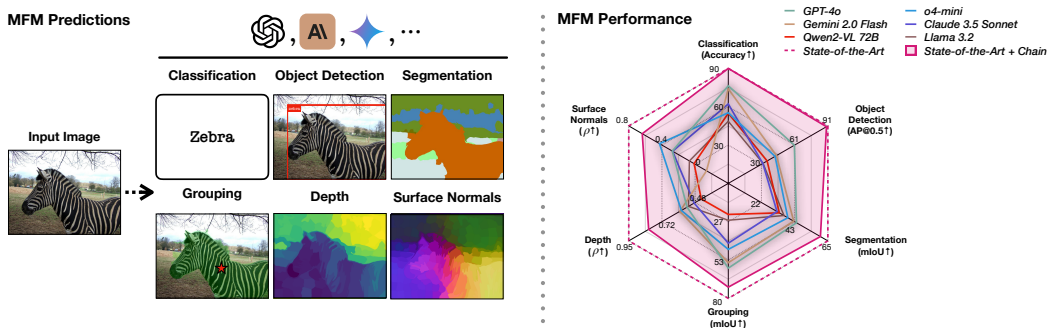 MFM Predictions
, AI , , ...
Classification
Object Detection
Segmentation
Input Image
Zebra
Grouping
Depth
Surface Normals
MFM Performance
GPT-4o
Gemini 2.0 Flash
Qwen2-VL 72B
State-of-the-Art
o4-mini
Claude 3.5 Sonnet
Llama 3.2
State-of-the-Art + Chain
Classification
(Accuracy↑)
90
60
30
Object
Detection
(AP@0.5↑)
91
61
30
Segmentation
(mIoU↑)
65
43
22
Grouping
(mIoU↑)
80
53
27
Depth
(ρ↑)
0.95
0.72
0.48
Surface
Normals
(ρ↑)
0.8
0.4
0